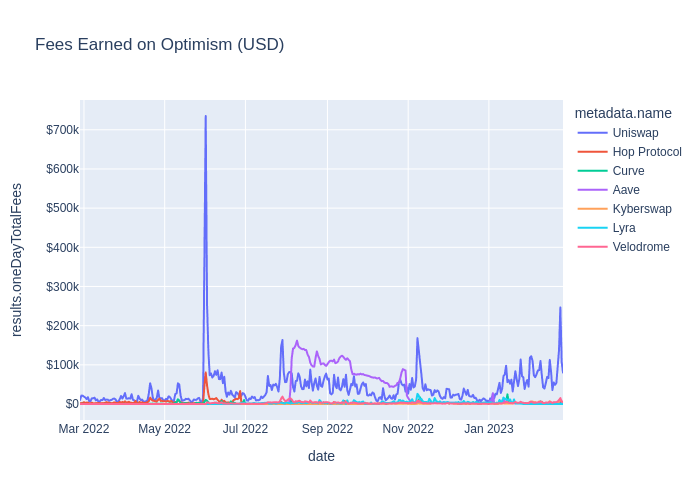 Fees Earned on Optimism (USD)
metadata.name
Uniswap
Hop Protocol
Curve
Aave
Kyberswap
Lyra
Velodrome
results.oneDayTotalFees
$700k
$600k
$500k
$400k
$300k
$200k
$100k
$0
Mar 2022 May 2022 Jul 2022 Sep 2022 Nov 2022 Jan 2023
date